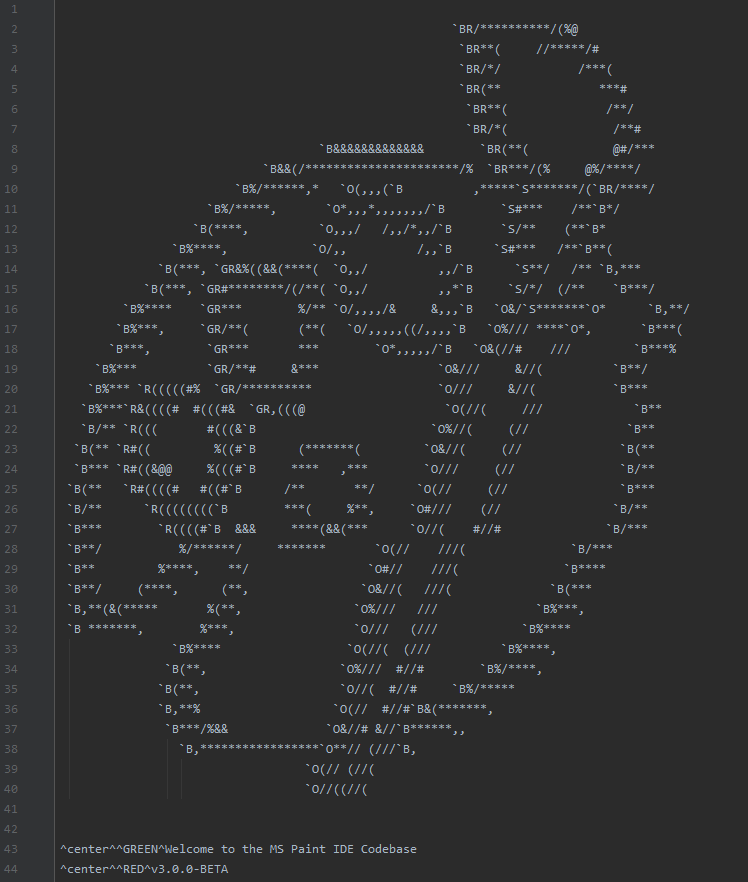 1
2 `BR/**********/(%@
3 `BR**(     //*****/#
4 `BR/*/           /***(
5 `BR(**              ***#
6 `BR**(              /**/
7 `BR/*(               /**#
8 `B&&&&&&&&&&&&&        `BR(**(            @#/***
9 `B&&(/**********************/%  `BR***/(%     @%/****/
10 `B%/******,*   `O(,,,(`B          ,*****`S*******/(`BR/****/
11 `B%/*****,       `O*,,,*,,,,,,,/`B        `S#***    /**`B*/
12 `B(****,          `O,,,/   /,,/*,,/`B       `S/**    (**`B*
13 `B%****,            `O/,,          /,,`B      `S#***   /**`B**(
14 `B(***, `GR&%((&&(****(  `O,,/          ,,/`B      `S**/   /** `B,***
15 `B(***, `GR#********/(/**( `O,,/          ,,*`B     `S/*/  (/**    `B***/
16 `B%****    `GR***        %/** `O/,,,,/&     &,,,`B   `O&/`S*******`O*      `B,**/
17 `B%***,     `GR/**(       (**(   `O/,,,,,((/,,,,`B   `O%/// ****`O*,       `B***(
18 `B***,        `GR***       ***        `O*,,,,,/`B   `O&(//#    ///         `B***%
19 `B%***          `GR/**#     &***                 `O&///     &//(          `B**/
20 `B%*** `R(((((#%  `GR/**********                  `O///     &//(           `B***
21 `B%***`R&((((#  #(((#&  `GR,(((@                    `O(//(     ///             `B**
22 `B/** `R(((       #(((&`B                         `O%//(     (//              `B**
23 `B(** `R#((         %((#`B      (*******(         `O&//(     (//              `B(**
24 `B*** `R#((&@@     %(((#`B     ****   ,***        `O///     (//               `B/**
25 `B(**   `R#((((#   #((#`B      /**       **/      `O(//     (//                `B***
26 `B/**      `R((((((((`B        ***(     %**,     `O#///    (//                `B/**
27 `B***        `R((((#`B  &&&     ****(&&(***      `O//(    #//#               `B/***
28 `B**/           %/******/     *******       `O(//    ///(               `B/***
29 `B**         %****,    **/                 `O#//    ///(               `B****
30 `B**/     (****,      (**,                `O&//(   ///(              `B(***
31 `B,**(&(*****       %(**,                `O%///   ///              `B%***,
32 `B *******,        %***,                 `O///   (///            `B%****
33 `B%****                  `O(//(  (///          `B%****,
34 `B(**,                    `O%///  #//#        `B%/****,
35 `B(**,                    `O//(  #//#     `B%/*****
36 `B,**%                   `O(//  #//#`B&(*******,
37 `B***/%&&              `O&//# &//`B******,,
38 `B,*****************`O**// (///`B,
39 `O(// (//(
40 `O//((//(
41
42
43 ^center^^GREEN^Welcome to the MS Paint IDE Codebase
44 ^center^^RED^v3.0.0-BETA